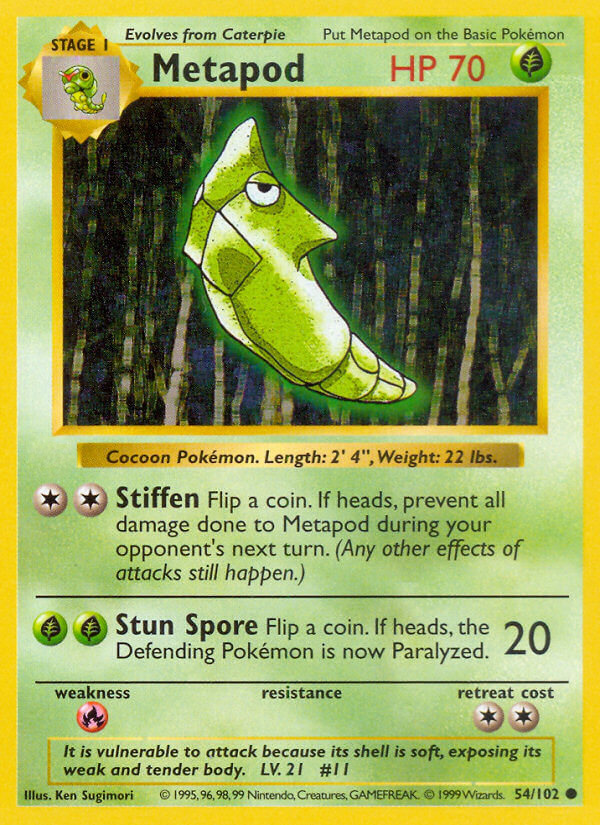 STAGE 1
Evolves from Caterpie
Put Metapod on the Basic Pokémon
Metapod
HP 70
Cocoon Pokémon. Length: 2' 4", Weight: 22 lbs.
Stiffen Flip a coin. If heads, prevent all
damage done to Metapod during your
opponent's next turn. (Any other effects of
attacks still happen.)
Stun Spore Flip a coin. If heads, the
Defending Pokémon is now Paralyzed.
20
weakness
resistance
retreat cost
It is vulnerable to attack because its shell is soft, exposing its
weak and tender body. LV. 21 #11
Illus. Ken Sugimori
© 1995, 96, 98, 99 Nintendo, Creatures, GAMEFREAK. © 1999 Wizards.
54/102